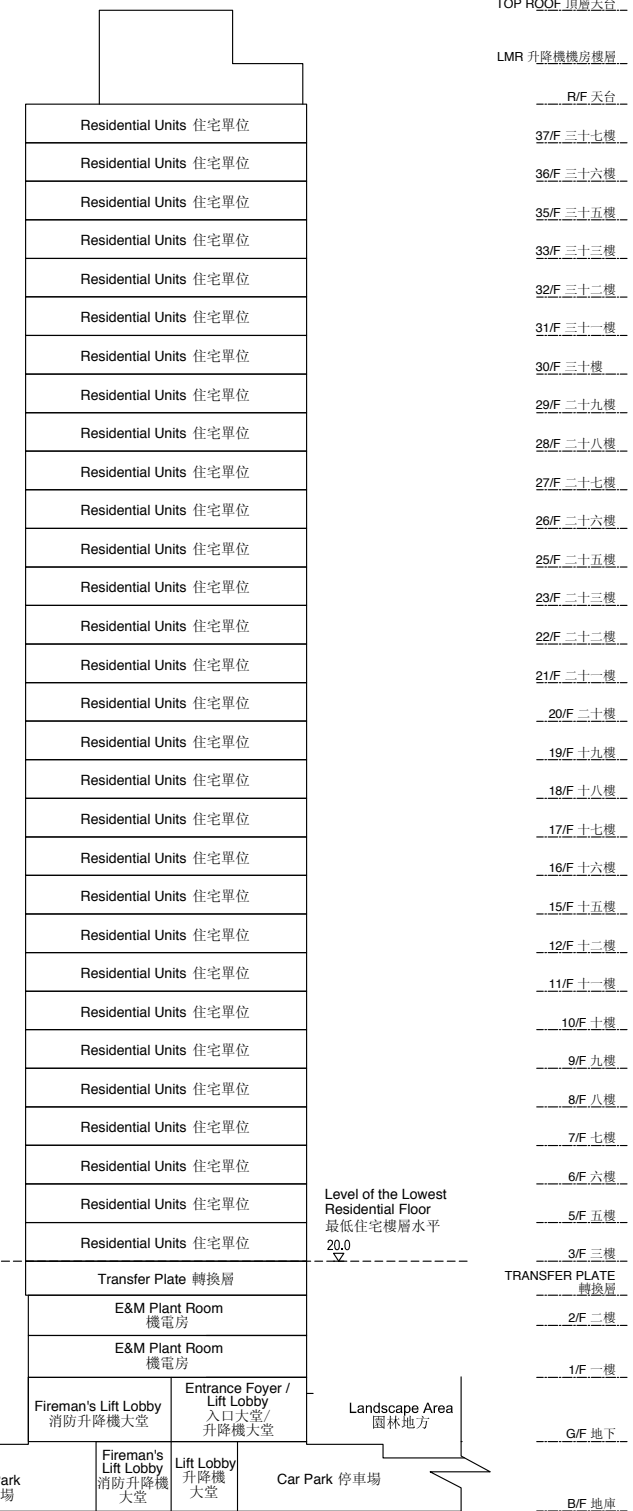 TOP ROOF 頂層天台
LMR 升降機機房樓層
R/F 天台
Residential Units 住宅單位
37/F 三十七樓
Residential Units 住宅單位
36/F 三十六樓
Residential Units 住宅單位
35/F 三十五樓
Residential Units 住宅單位
33/F 三十三樓
Residential Units 住宅單位
32/F 三十二樓
Residential Units 住宅單位
31/F 三十一樓
Residential Units 住宅單位
30/F 三十樓
Residential Units 住宅單位
29/F 二十九樓
Residential Units 住宅單位
28/F 二十八樓
Residential Units 住宅單位
27/F 二十七樓
Residential Units 住宅單位
26/F 二十六樓
Residential Units 住宅單位
25/F 二十五樓
Residential Units 住宅單位
23/F 二十三樓
Residential Units 住宅單位
22/F 二十二樓
Residential Units 住宅單位
21/F 二十一樓
Residential Units 住宅單位
20/F 二十樓
Residential Units 住宅單位
19/F 十九樓
Residential Units 住宅單位
18/F 十八樓
Residential Units 住宅單位
17/F 十七樓
Residential Units 住宅單位
16/F 十六樓
Residential Units 住宅單位
15/F 十五樓
Residential Units 住宅單位
12/F 十二樓
Residential Units 住宅單位
11/F 十一樓
Residential Units 住宅單位
10/F 十樓
Residential Units 住宅單位
9/F 九樓
Residential Units 住宅單位
8/F 八樓
Residential Units 住宅單位
7/F 七樓
Residential Units 住宅單位
6/F 六樓
Residential Units 住宅單位
5/F 五樓
Residential Units 住宅單位
3/F 三樓
Level of the Lowest
Residential Floor
最低住宅樓層水平
20.0
Transfer Plate 轉換層
TRANSFER PLATE
轉換層
E&M Plant Room
機電房
2/F 二樓
E&M Plant Room
機電房
1/F 一樓
Fireman's Lift Lobby
消防升降機大堂
Entrance Foyer /
Lift Lobby
入口大堂/
升降機大堂
Landscape Area
園林地方
G/F 地下
ark
場
Fireman's
Lift Lobby
消防升降機
大堂
Lift Lobby
升降機
大堂
Car Park 停車場
B/F 地庫